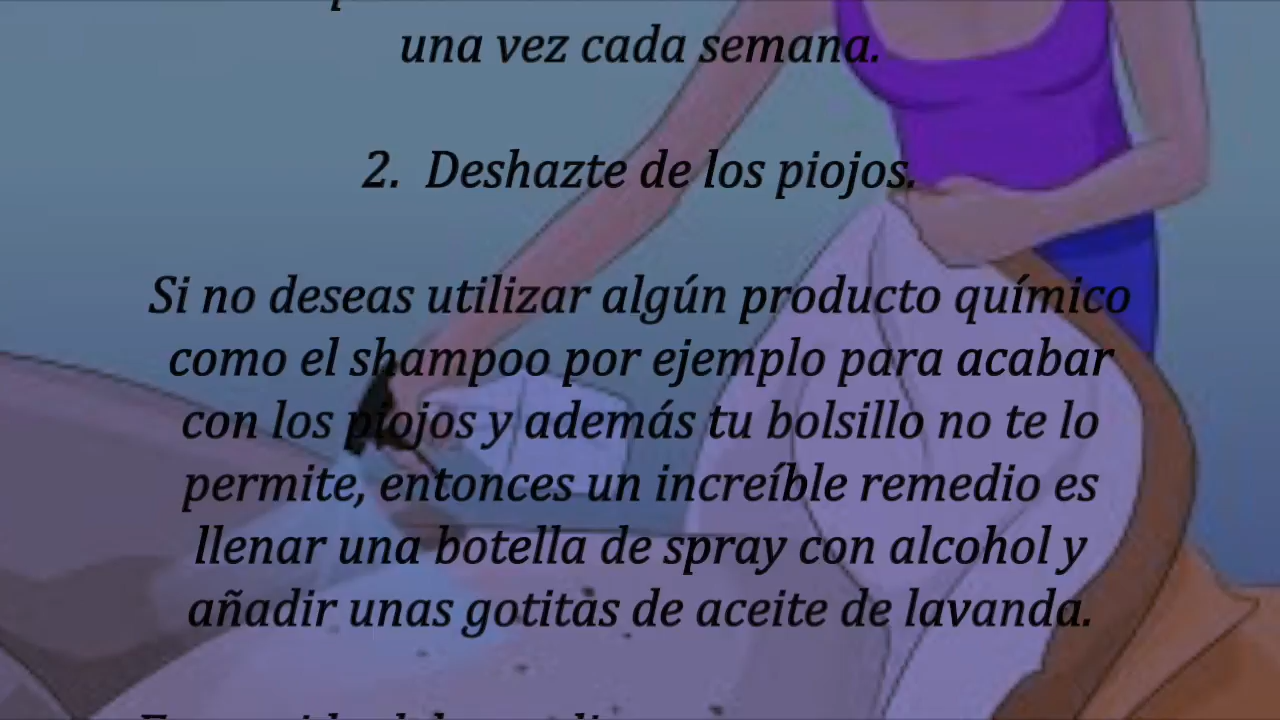 una vez cada semana.
2. Deshazte de los piojos.
Si no deseas utilizar algún producto químico
como el shampoo por ejemplo para acabar
con los piojos y además tu bolsillo no te lo
permite, entonces un increíble remedio es
llenar una botella de spray con alcohol y
añadir unas gotitas de aceite de lavanda.